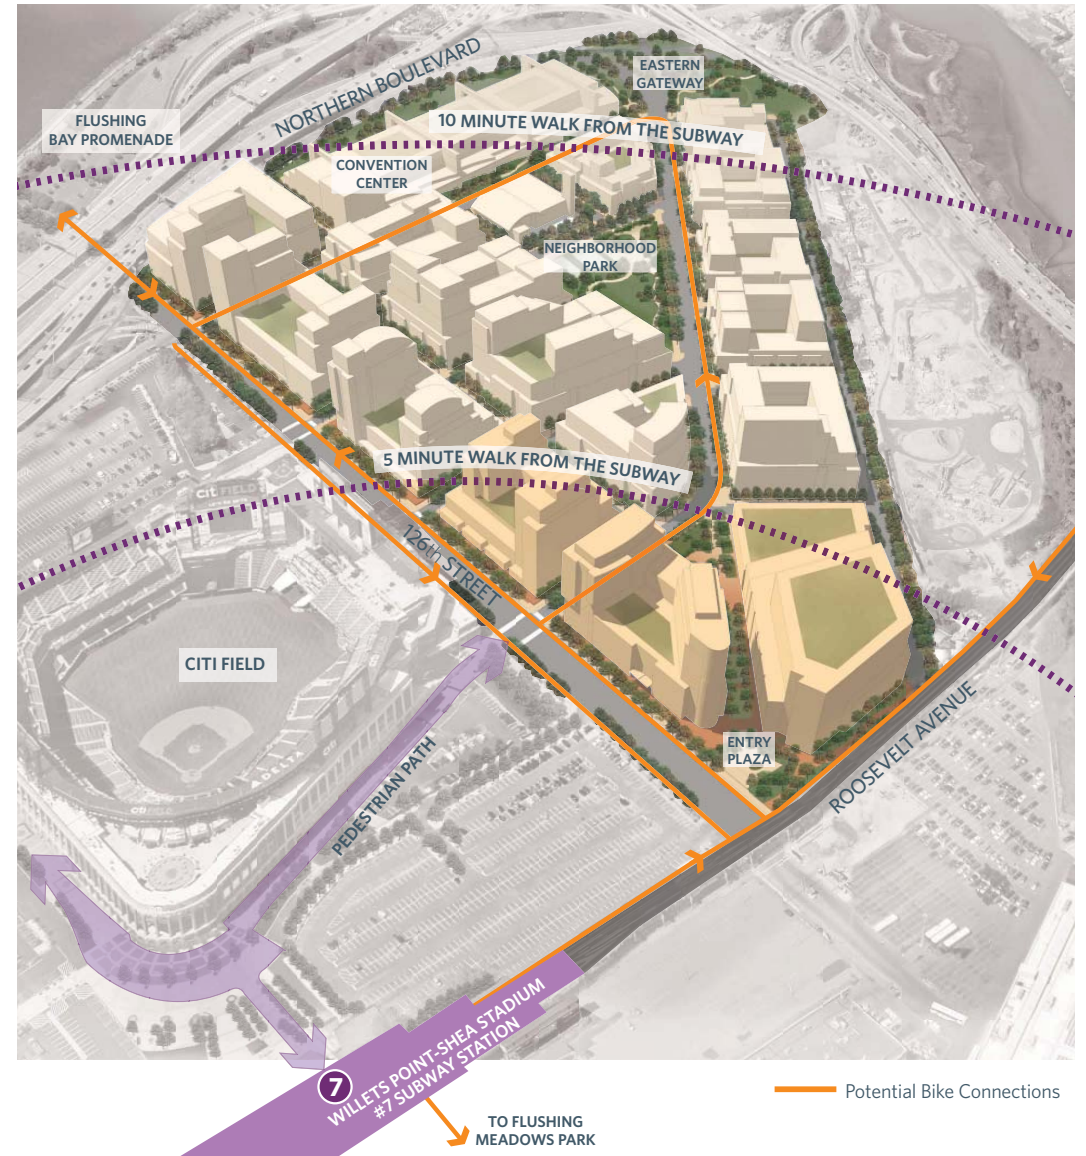 NORTHERN BOULEVARD
EASTERN
GATEWAY
FLUSHING
BAY PROMENADE
10 MINUTE WALK FROM THE SUBWAY
CONVENTION
CENTER
NEIGHBORHOOD
PARK
5 MINUTE WALK FROM THE SUBWAY
citi FIELD
126th STREET
CITI FIELD
ENTRY
PLAZA
ROOSEVELT AVENUE
PEDESTRIAN PATH
WILLETS POINT-SHEA STADIUM
#7 SUBWAY STATION
7
Potential Bike Connections
TO FLUSHING
MEADOWS PARK